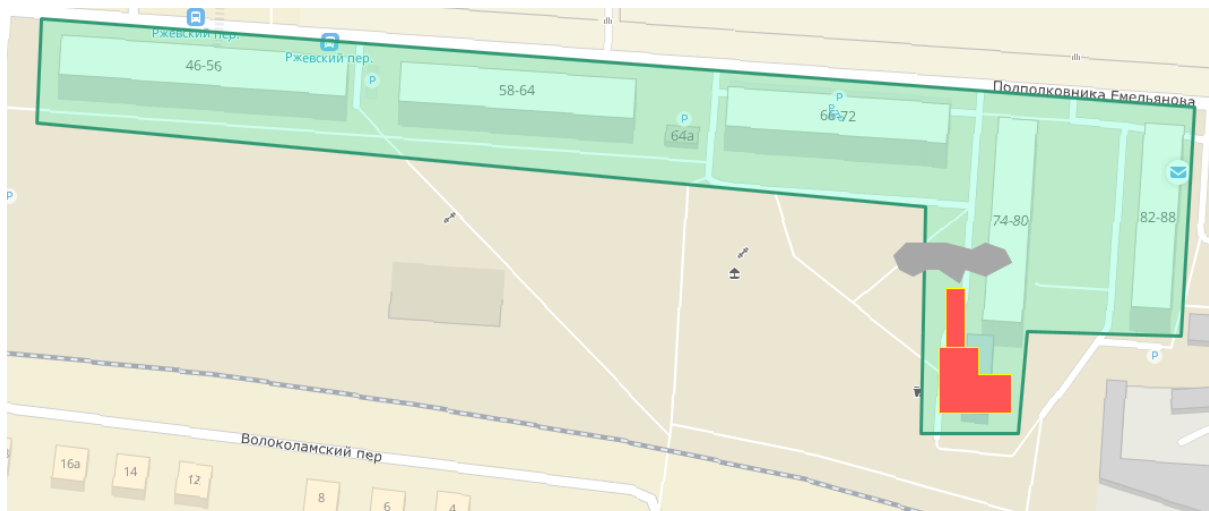 Ржевский пер.
Ржевский пер.
46-56
58-64
64а
66-72
Подполковника Емельянова
74-80
82-88
P
P
P
P
P
Волоколамский пер
16а
14
12
8
6
4